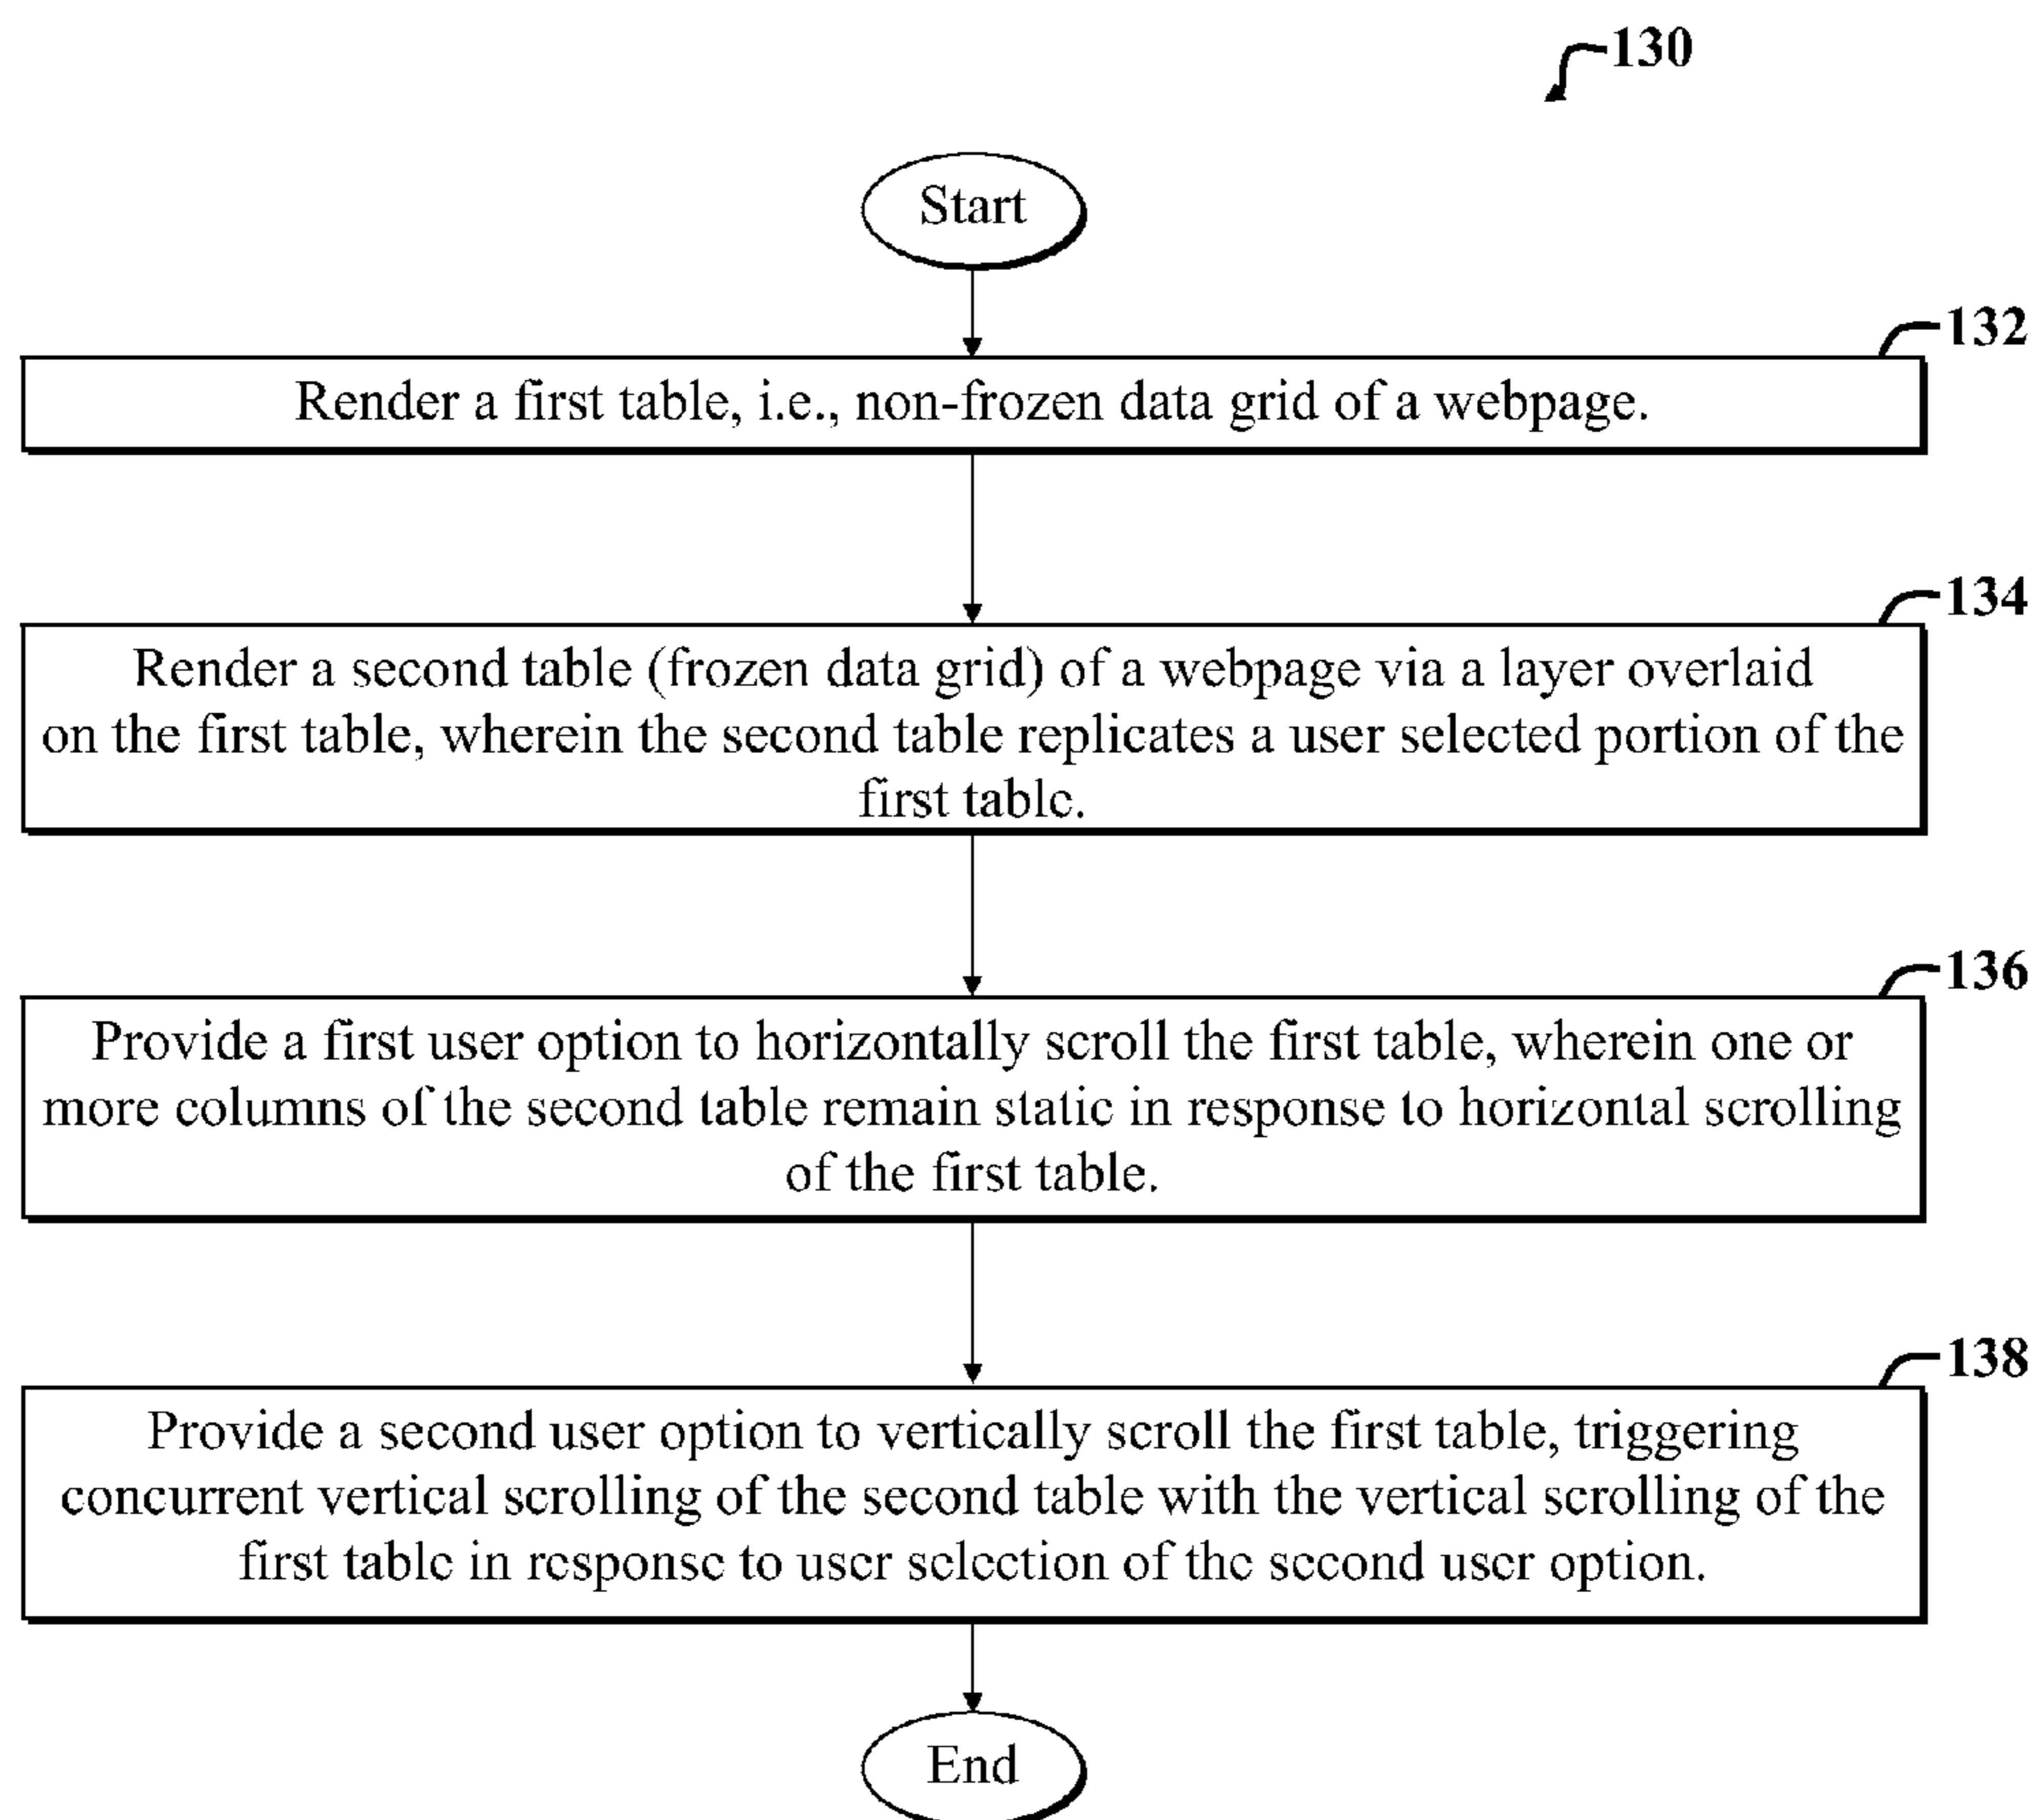 130
Start
132
Render a first table, i.e., non-frozen data grid of a webpage.
134
Render a second table (frozen data grid) of a webpage via a layer overlaid
on the first table, wherein the second table replicates a user selected portion of the
first table.
136
Provide a first user option to horizontally scroll the first table, wherein one or
more columns of the second table remain static in response to horizontal scrolling
of the first table.
138
Provide a second user option to vertically scroll the first table, triggering
concurrent vertical scrolling of the second table with the vertical scrolling of the
first table in response to user selection of the second user option.
End